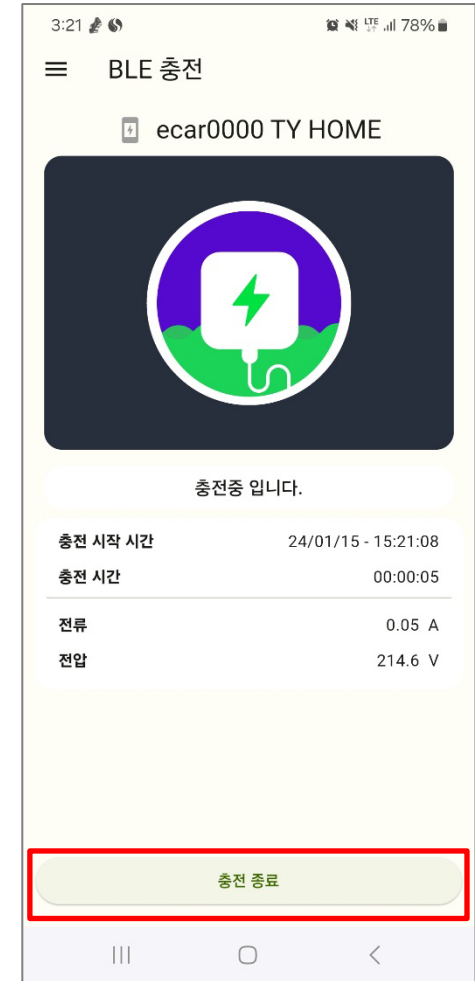 3:21 LTE 78%
BLE 충전
ecar0000 TY HOME
충전중 입니다.
충전 시작 시간 24/01/15 - 15:21:08
충전 시간 00:00:05
전류 0.05 A
전압 214.6 V
충전 종료